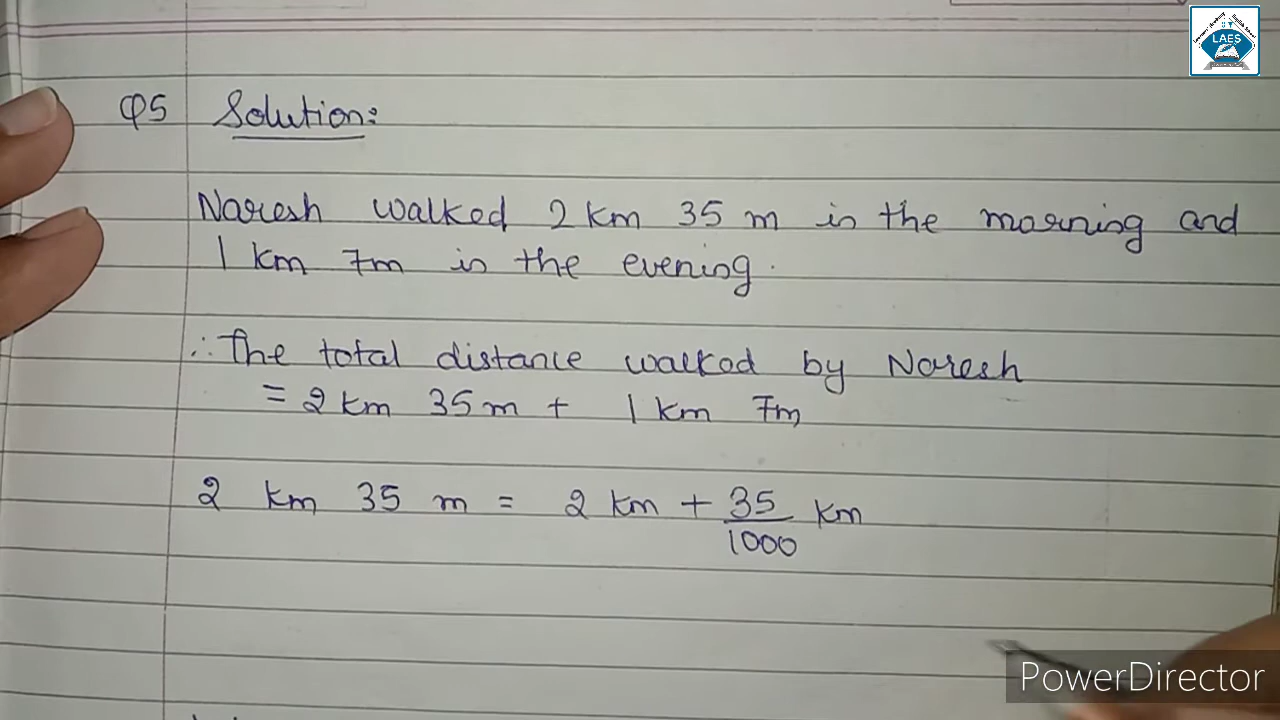 LAES
Q5 Solution:
Naresh walked 2 km 35 m in the morning and
1 km 7m in the evening.
∴ The total distance walked by Naresh
= 2 km 35 m + 1 km 7m
2 km 35 m = 2 km + 35/1000 km
PowerDirector